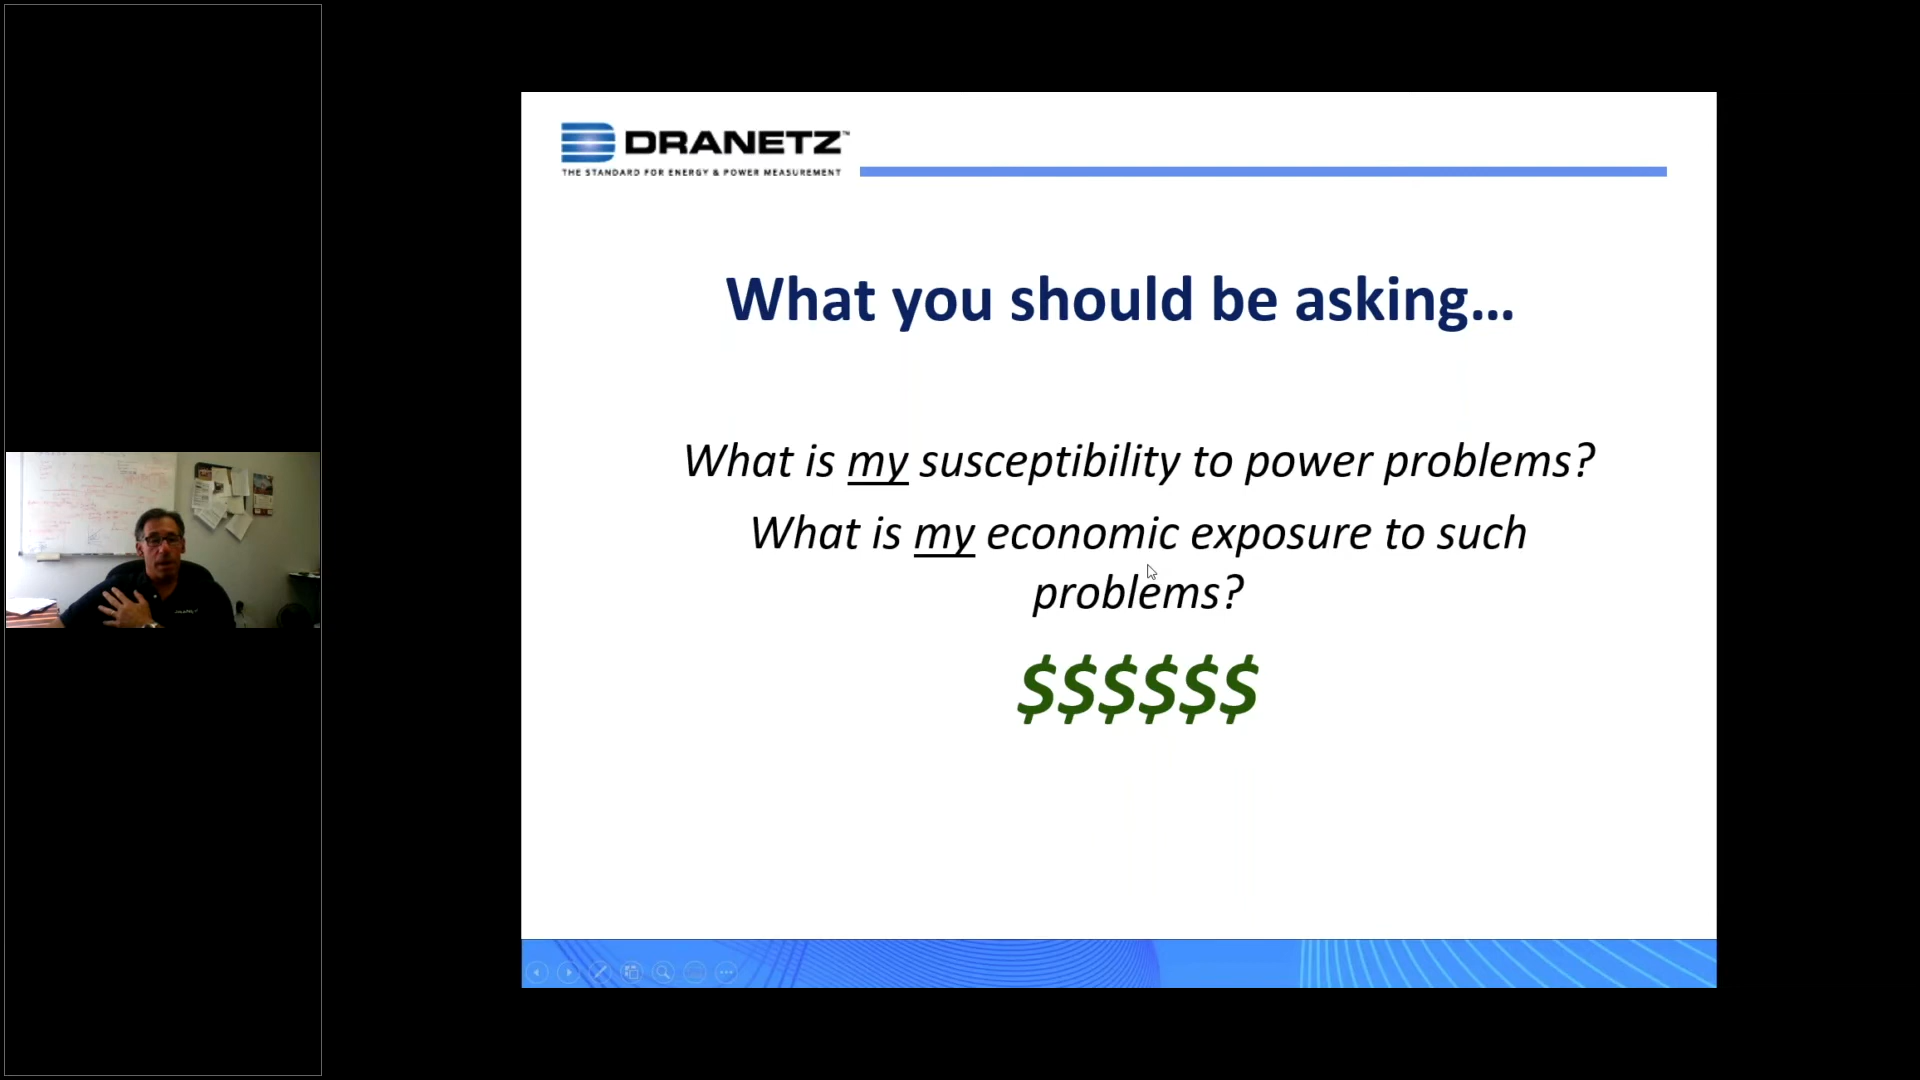 DRANETZ™
THE STANDARD FOR ENERGY & POWER MEASUREMENT
What you should be asking...
What is my susceptibility to power problems?
What is my economic exposure to such
problems?
$$$$$$